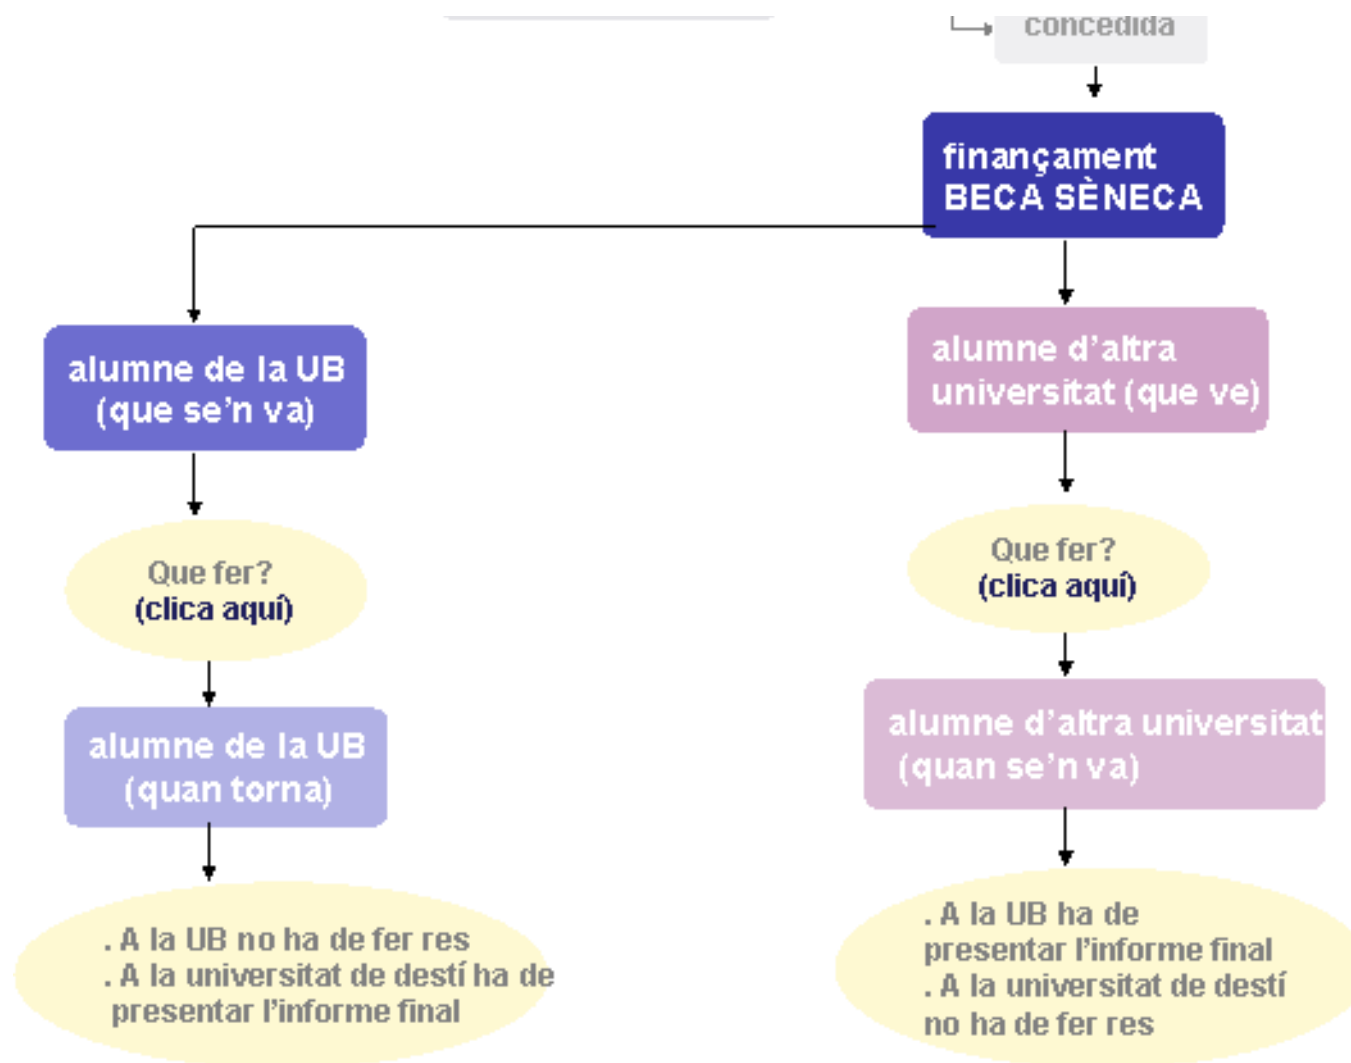 concedida
finançament
BECA SÈNECA
alumne de la UB
(que se'n va)
alumne d'altra
universitat (que ve)
Que fer?
(clica aquí)
Que fer?
(clica aquí)
alumne de la UB
(quan torna)
alumne d'altra universitat
(quan se'n va)
. A la UB no ha de fer res
. A la universitat de destí ha de
presentar l'informe final
. A la UB ha de
presentar l'informe final
. A la universitat de destí
no ha de fer res